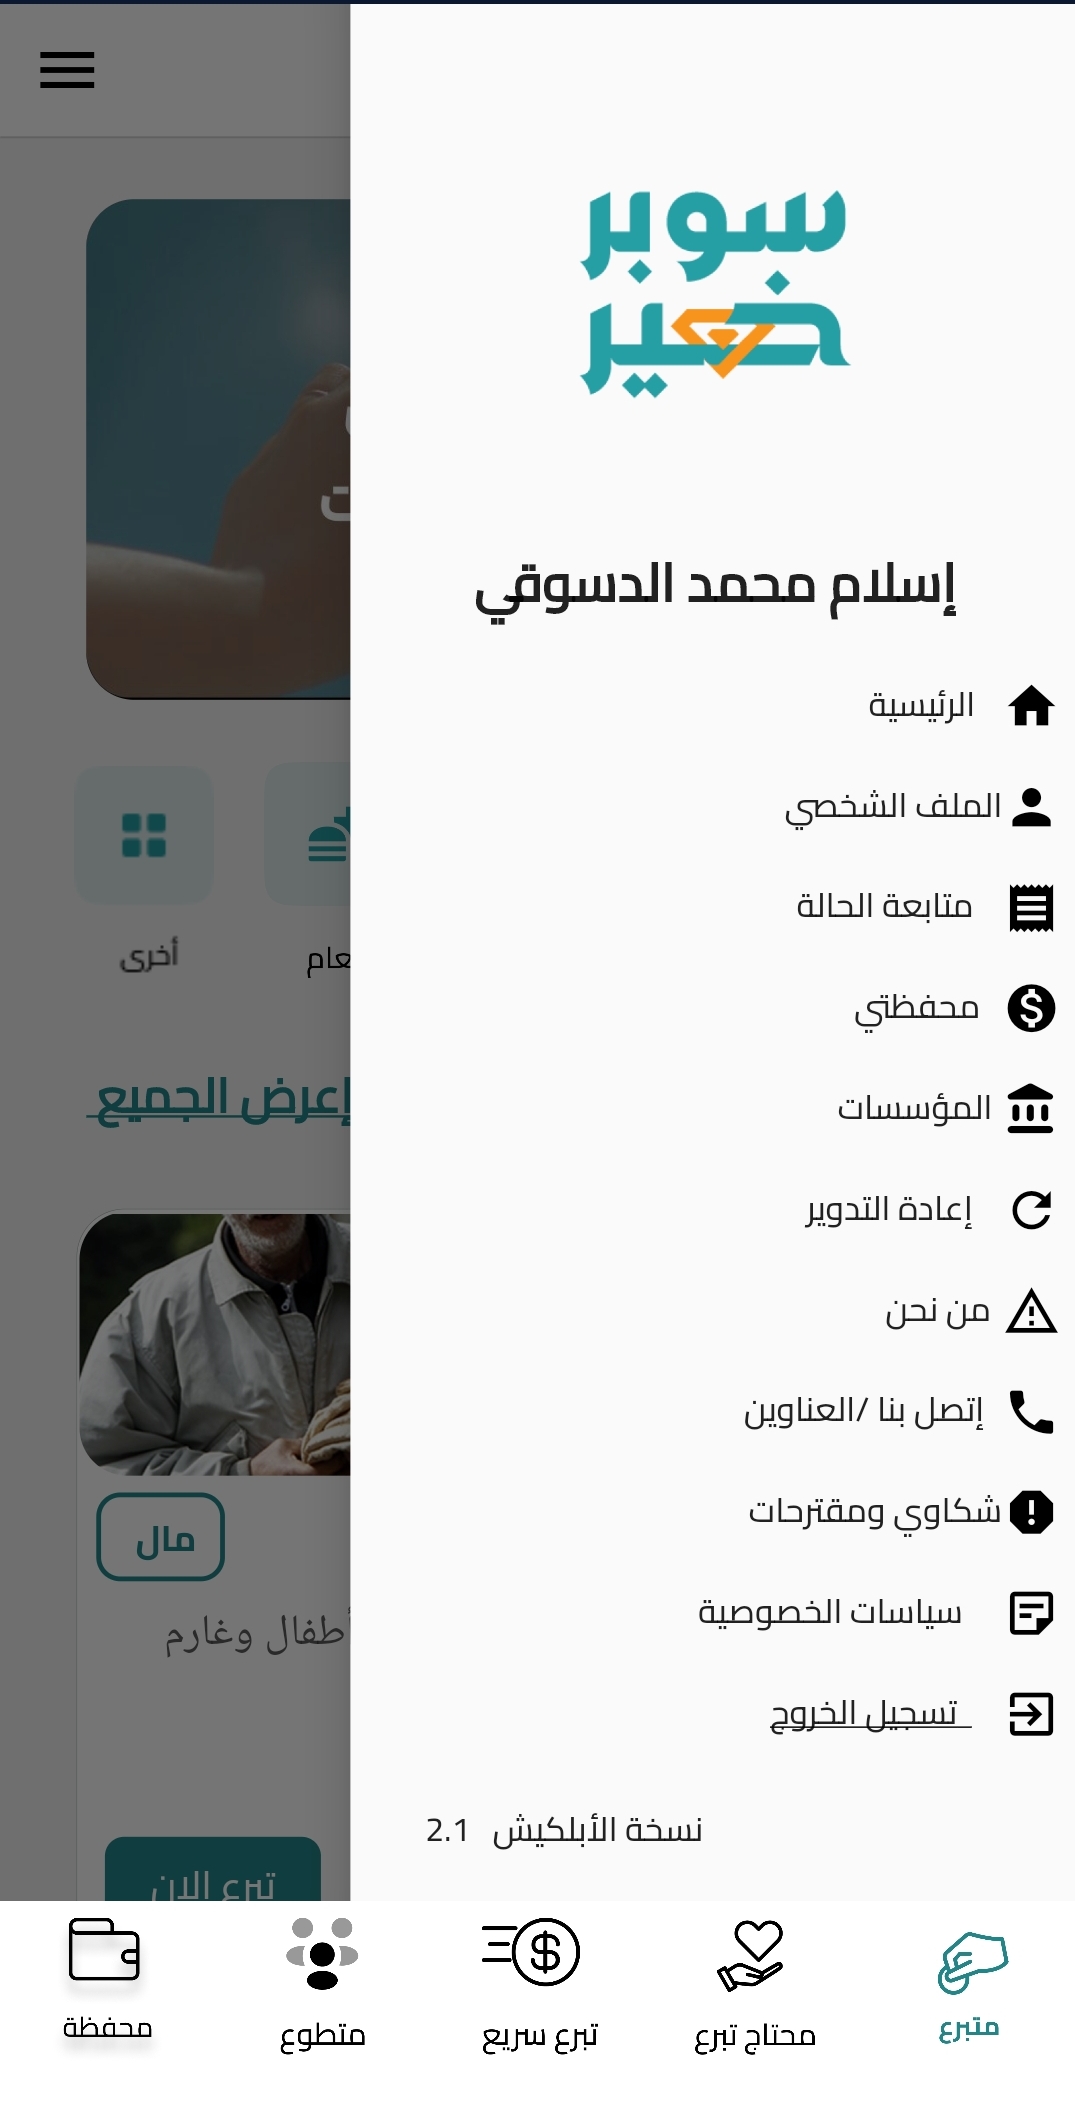 سوبر
خير
إسلام محمد الدسوقي
الرئيسية
الملف الشخصي
متابعة الحالة
محفظتي
المؤسسات
إعادة التدوير
من نحن
إتصل بنا /العناوين
شكاوي ومقترحات
سياسات الخصوصية
تسجيل الخروج
نسخة الأبلكيش 2.1
أخرى
إعرض الجميع
مال
أطفال وغارم
تبرع الان
متبرع
محتاج تبرع
تبرع سريع
متطوع
محفظة